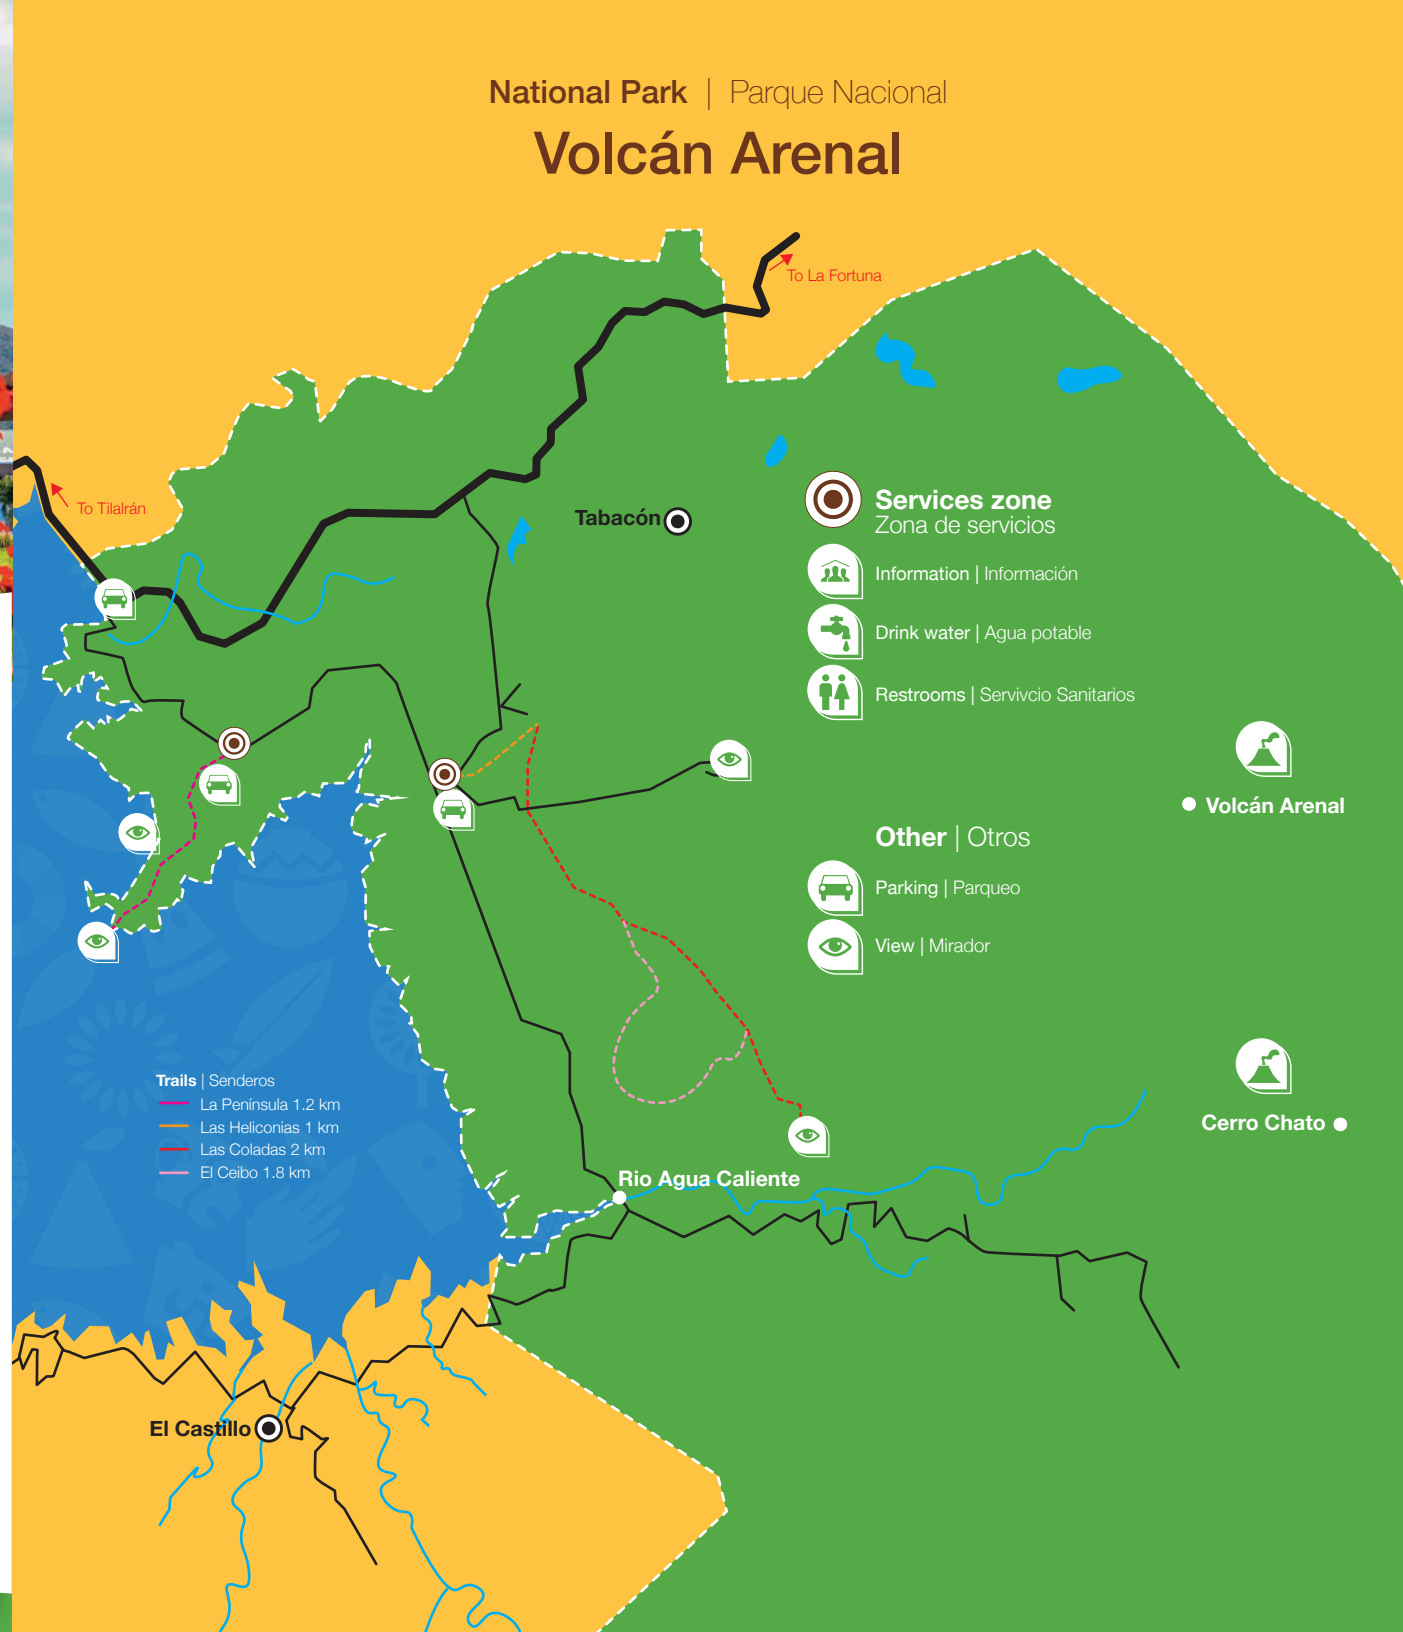 National Park | Parque Nacional
Volcán Arenal
To La Fortuna
To Tilalrán
Tabacón
Services zone
Zona de servicios
Information | Información
Drink water | Agua potable
Restrooms | Servivcio Sanitarios
Volcán Arenal
Other | Otros
Parking | Parqueo
View | Mirador
Trails | Senderos
La Península 1.2 km
Las Heliconias 1 km
Las Coladas 2 km
El Ceibo 1.8 km
Cerro Chato
Rio Agua Caliente
El Castillo